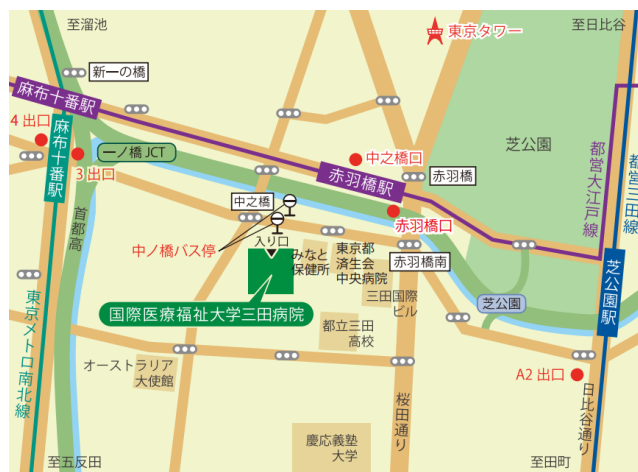 至溜池
東京タワー
至日比谷
新一の橋
麻布十番駅
4出口
麻布十番駅
一ノ橋JCT
3出口
中之橋口
赤羽橋駅
赤羽橋
芝公園
都営大江戸線
都営三田線
首都高
中之橋
赤羽橋口
中ノ橋バス停
入り口
みなと
保健所
東京都
済生会
中央病院
赤羽橋南
三田国際
ビル
芝公園
芝公園駅
国際医療福祉大学三田病院
東京メトロ南北線
都立三田
高校
オーストラリア
大使館
A2出口
桜田通り
日比谷通り
慶応義塾
大学
至五反田
至田町